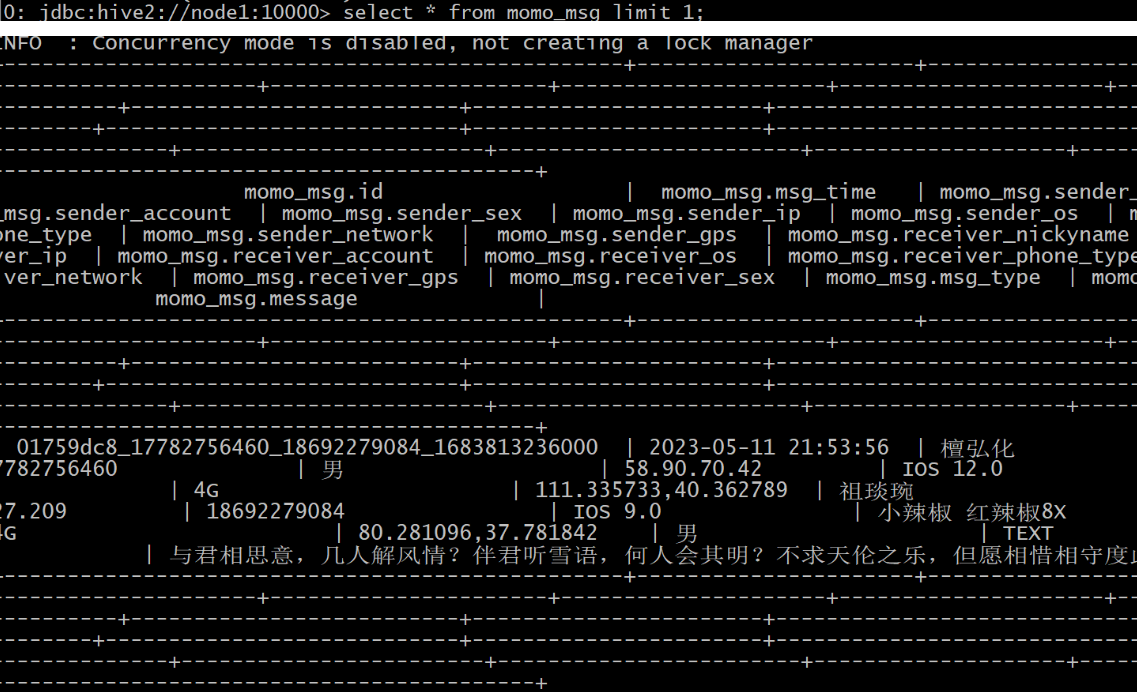 0: jdbc:hive2://node1:10000> select * from momo_msg limit 1;
INFO  : Concurrency mode is disabled, not creating a lock manager
momo_msg.id | momo_msg.msg_time | momo_msg.sender_
_msg.sender_account | momo_msg.sender_sex | momo_msg.sender_ip | momo_msg.sender_os |
one_type | momo_msg.sender_network | momo_msg.sender_gps | momo_msg.receiver_nickyname
ver_ip | momo_msg.receiver_account | momo_msg.receiver_os | momo_msg.receiver_phone_type
iver_network | momo_msg.receiver_gps | momo_msg.receiver_sex | momo_msg.msg_type | momo
momo_msg.message |
01759dc8_17782756460_18692279084_1683813236000 | 2023-05-11 21:53:56 | 檀弘化
7782756460 | 男 | 58.90.70.42 | IOS 12.0
| 4G | 111.335733,40.362789 | 祖琰琬
27.209 | 18692279084 | IOS 9.0 | 小辣椒 红辣椒8X
4G | 80.281096,37.781842 | 男 | TEXT
| 与君相思意，几人解风情？伴君听雪语，何人会其明？不求天伦之乐，但愿相惜相守度